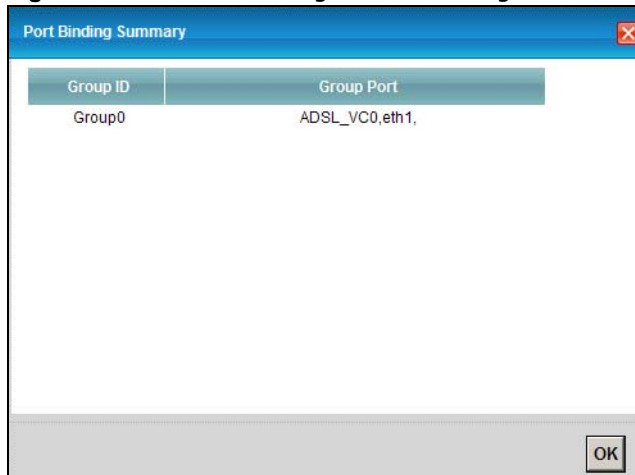 Port Binding Summary
Group ID Group Port
Group0 ADSL_VC0,eth1,
OK